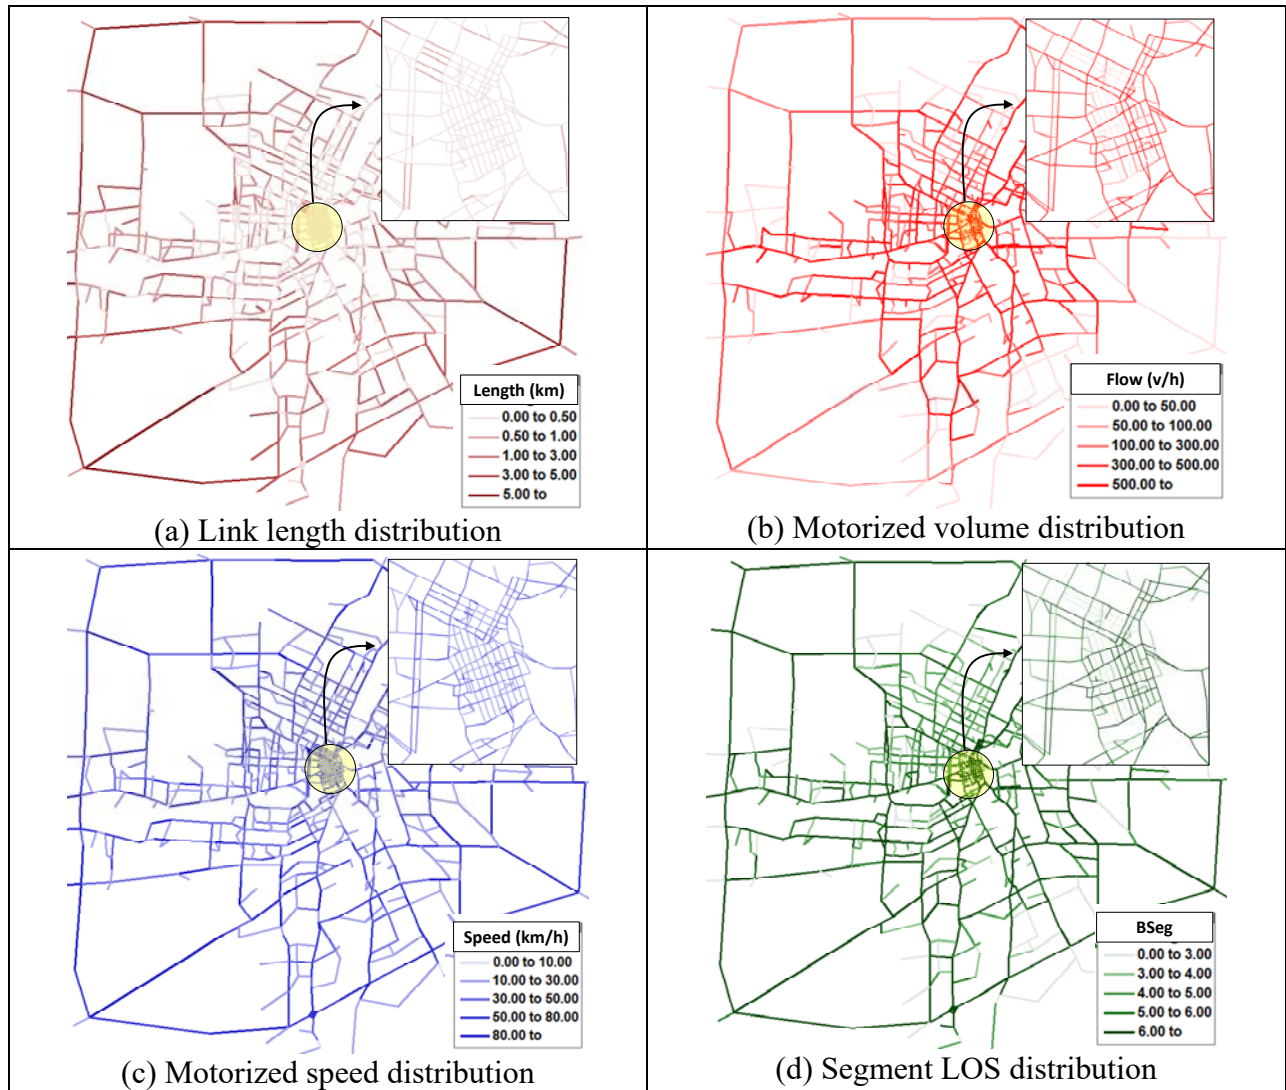 Length (km)
0.00 to 0.50
0.50 to 1.00
1.00 to 3.00
3.00 to 5.00
5.00 to
(a) Link length distribution
Flow (v/h)
0.00 to 50.00
50.00 to 100.00
100.00 to 300.00
300.00 to 500.00
500.00 to
(b) Motorized volume distribution
Speed (km/h)
0.00 to 10.00
10.00 to 30.00
30.00 to 50.00
50.00 to 80.00
80.00 to
(c) Motorized speed distribution
BSeg
0.00 to 3.00
3.00 to 4.00
4.00 to 5.00
5.00 to 6.00
6.00 to
(d) Segment LOS distribution